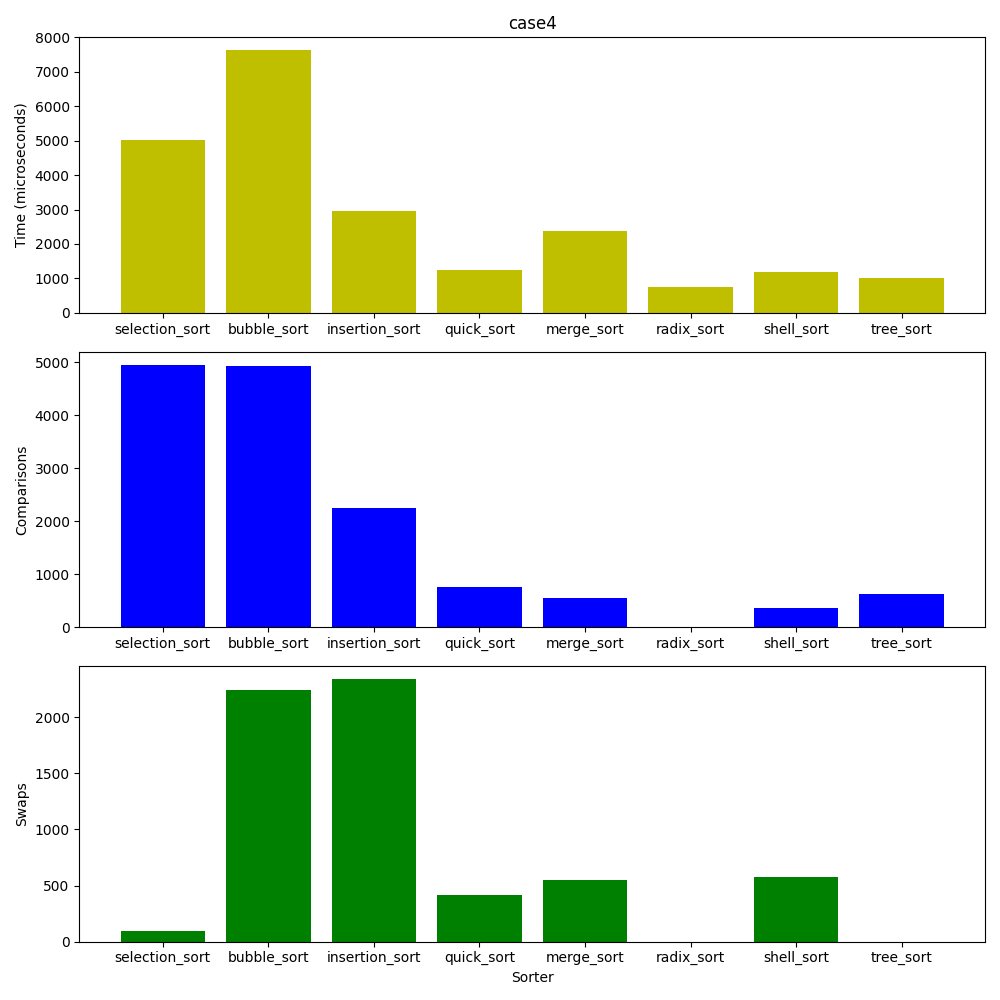 case4
Time (microseconds)
8000
7000
6000
5000
4000
3000
2000
1000
0
selection_sort bubble_sort insertion_sort quick_sort merge_sort radix_sort shell_sort tree_sort
Comparisons
5000
4000
3000
2000
1000
0
selection_sort bubble_sort insertion_sort quick_sort merge_sort radix_sort shell_sort tree_sort
Swaps
2000
1500
1000
500
0
selection_sort bubble_sort insertion_sort quick_sort merge_sort radix_sort shell_sort tree_sort
Sorter